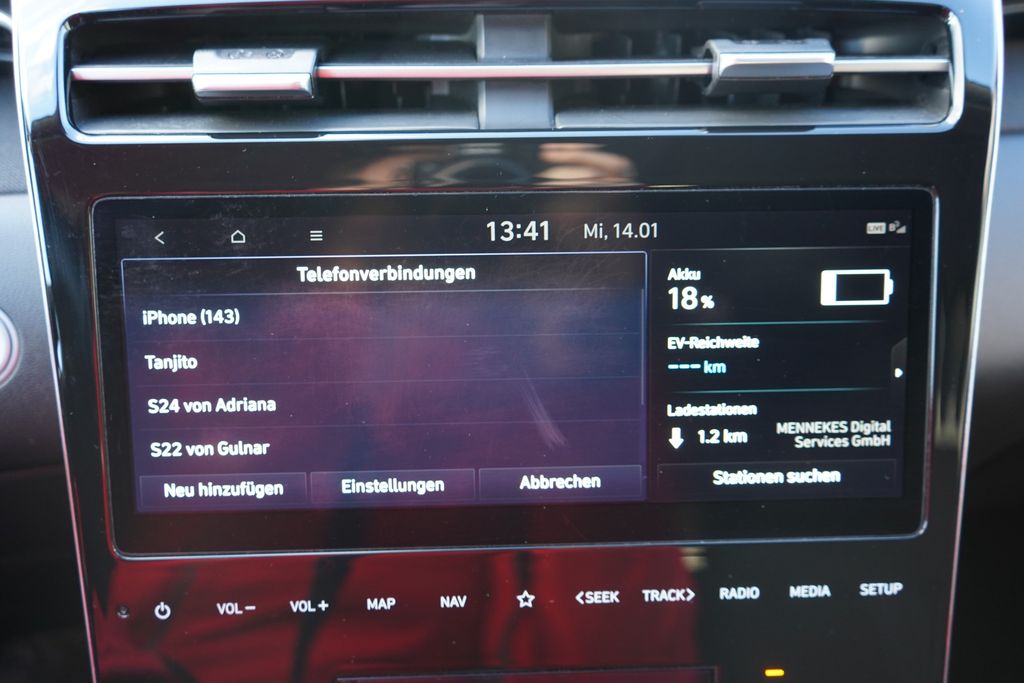 13:41 Mi, 14.01 LIVE
Telefonverbindungen
iPhone (143)
Tanjito
S24 von Adriana
S22 von Gulnar
Neu hinzufügen Einstellungen Abbrechen
Akku
18 %
EV-Reichweite
--- km
Ladestationen
1.2 km MENNEKES Digital
Services GmbH
Stationen suchen
VOL− VOL+ MAP NAV <SEEK TRACK> RADIO MEDIA SETUP